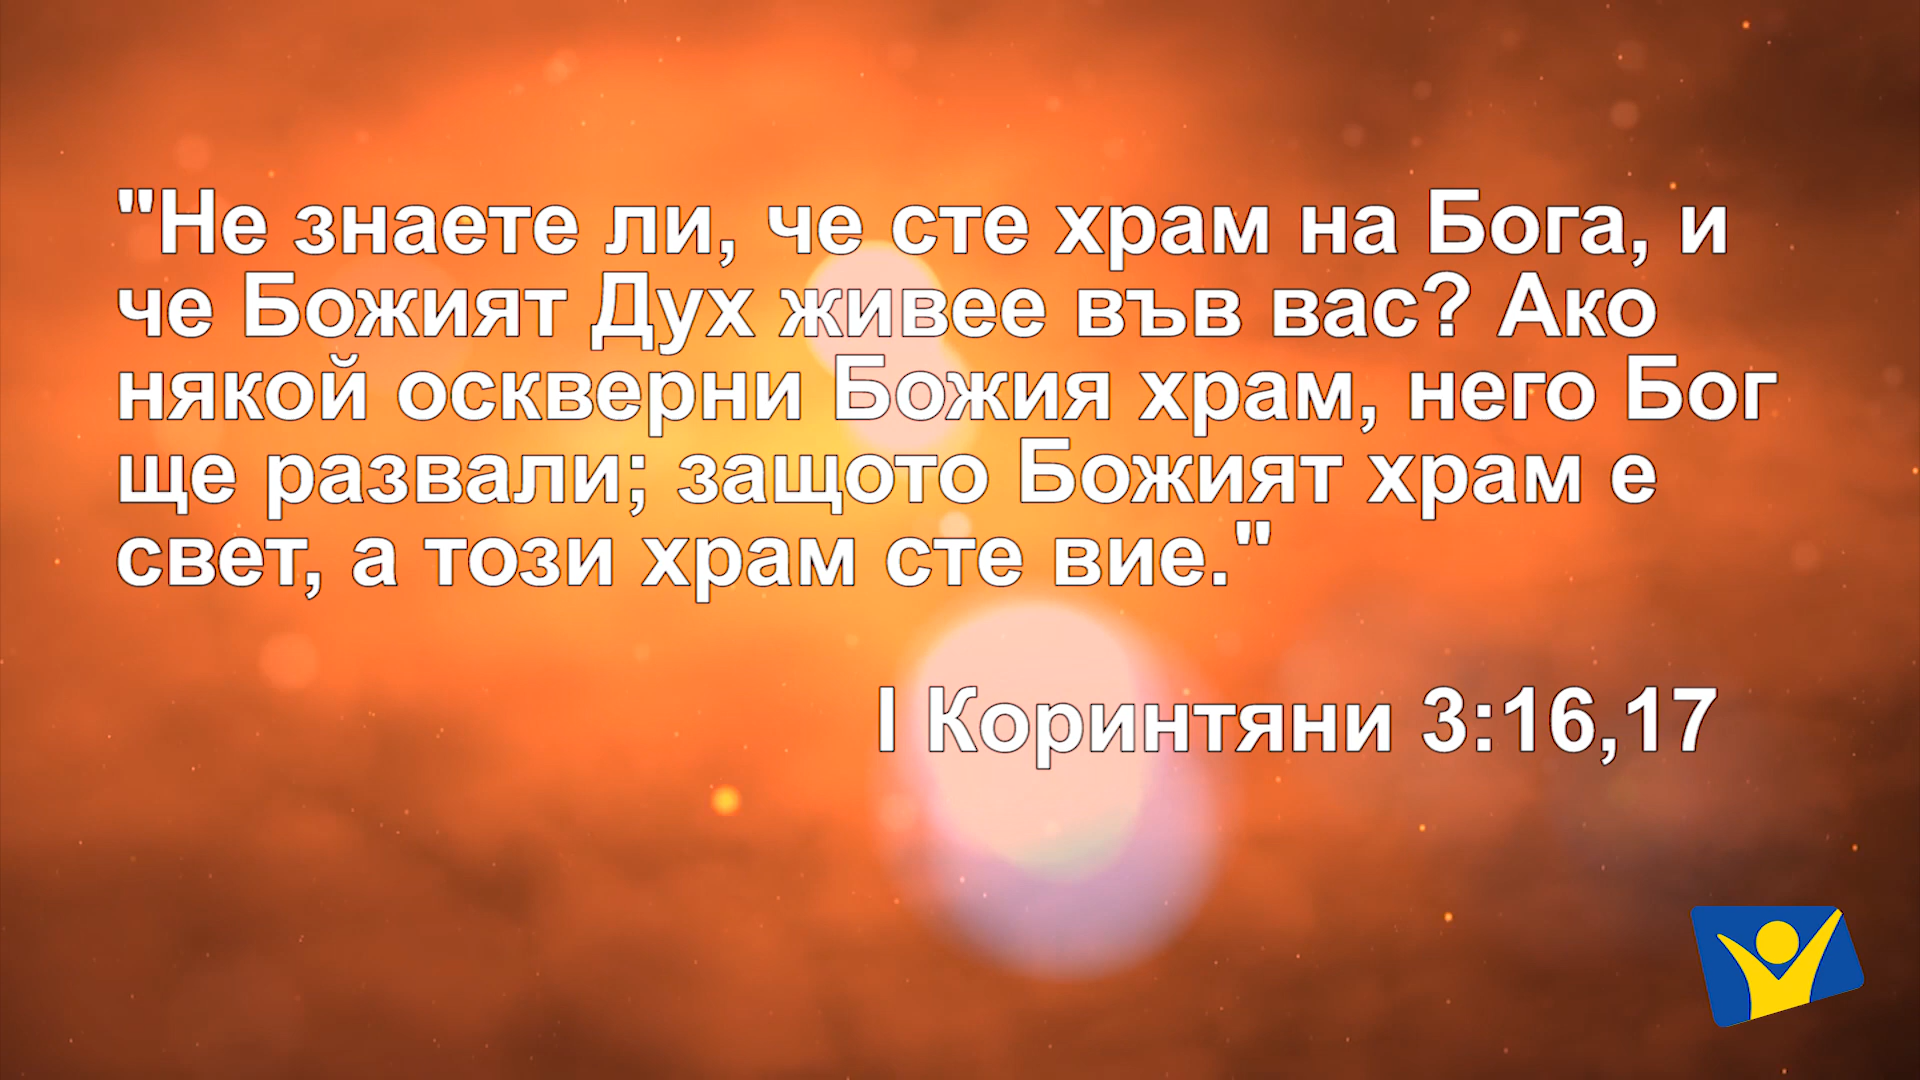 "Не знаете ли, че сте храм на Бога, и
че Божият Дух живее във вас? Ако
някой оскверни Божия храм, него Бог
ще развали; защото Божият храм е
свет, а този храм сте вие."
I Коринтяни 3:16,17